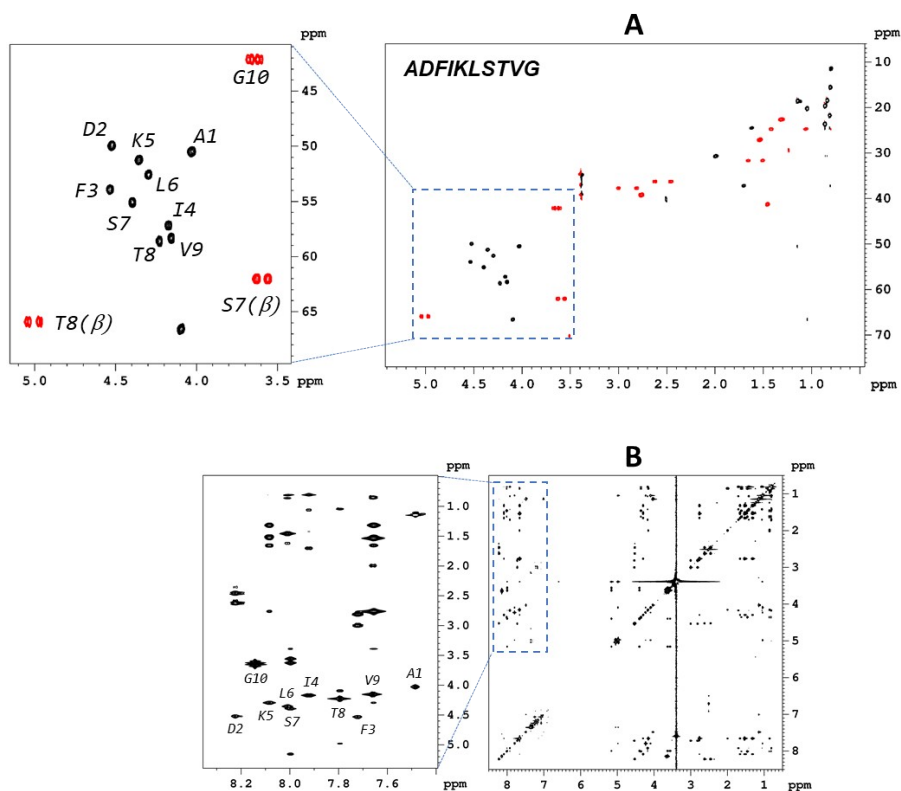 A
ppm
ppm
ADFIKLSTVG
G10
D2
K5
A1
F3
L6
S7
I4
T8
V9
S7(β)
T8(β)
45
50
55
60
65
5.0
4.5
4.0
3.5
ppm
10
20
30
40
50
60
70
5.0
4.5
4.0
3.5
3.0
2.5
2.0
1.5
1.0
ppm
B
ppm
ppm
1.0
1.5
2.0
2.5
3.0
3.5
4.0
4.5
5.0
G10
D2
K5
L6
S7
I4
T8
V9
F3
A1
8.2
8.0
7.8
7.6
ppm
1
2
3
4
5
6
7
8
8
7
6
5
4
3
2
1
ppm